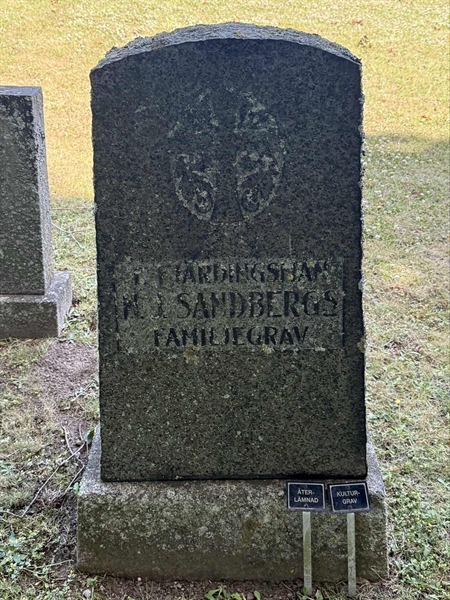 F. FJÄRDINGSMAN
N. J. SANDBERGS
FAMILJEGRAV
ÅTER-
LÄMNAD
KULTUR-
GRAV